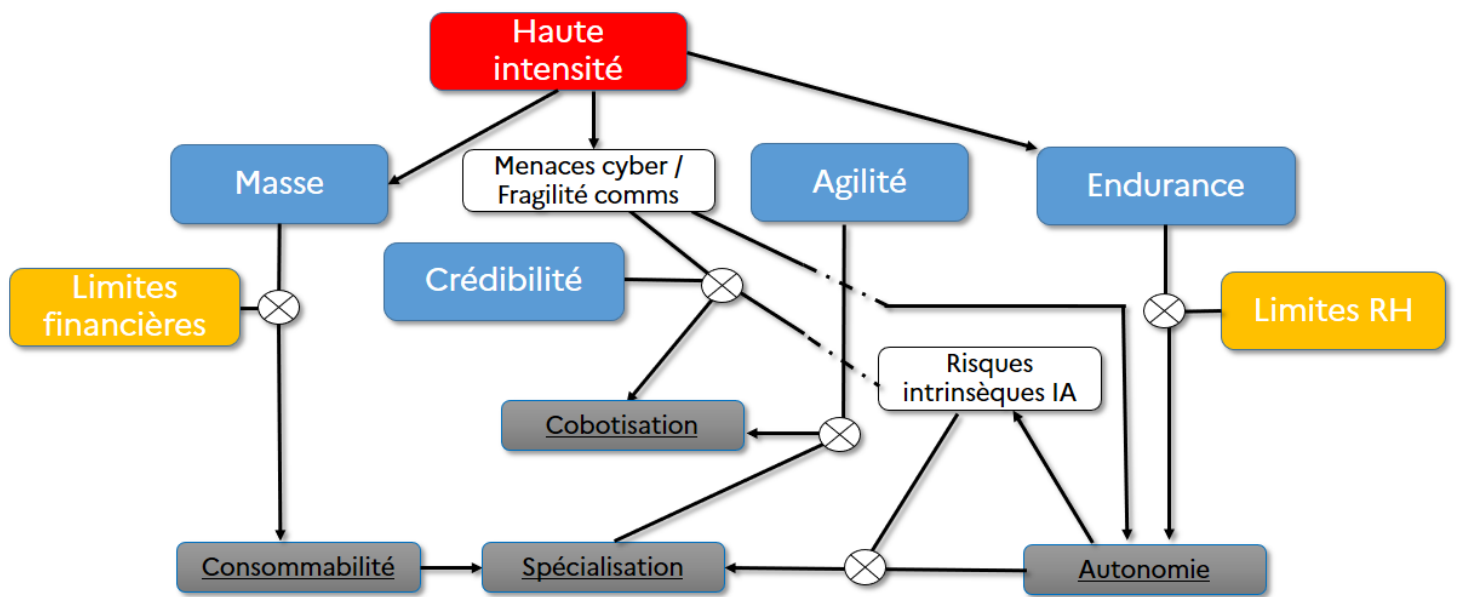 Haute
intensité
Masse
Menaces cyber /
Fragilité comms
Agilité
Endurance
Limites
financières
Crédibilité
Limites RH
Risques
intrinsèques IA
Cobotisation
Consommabilité
Spécialisation
Autonomie